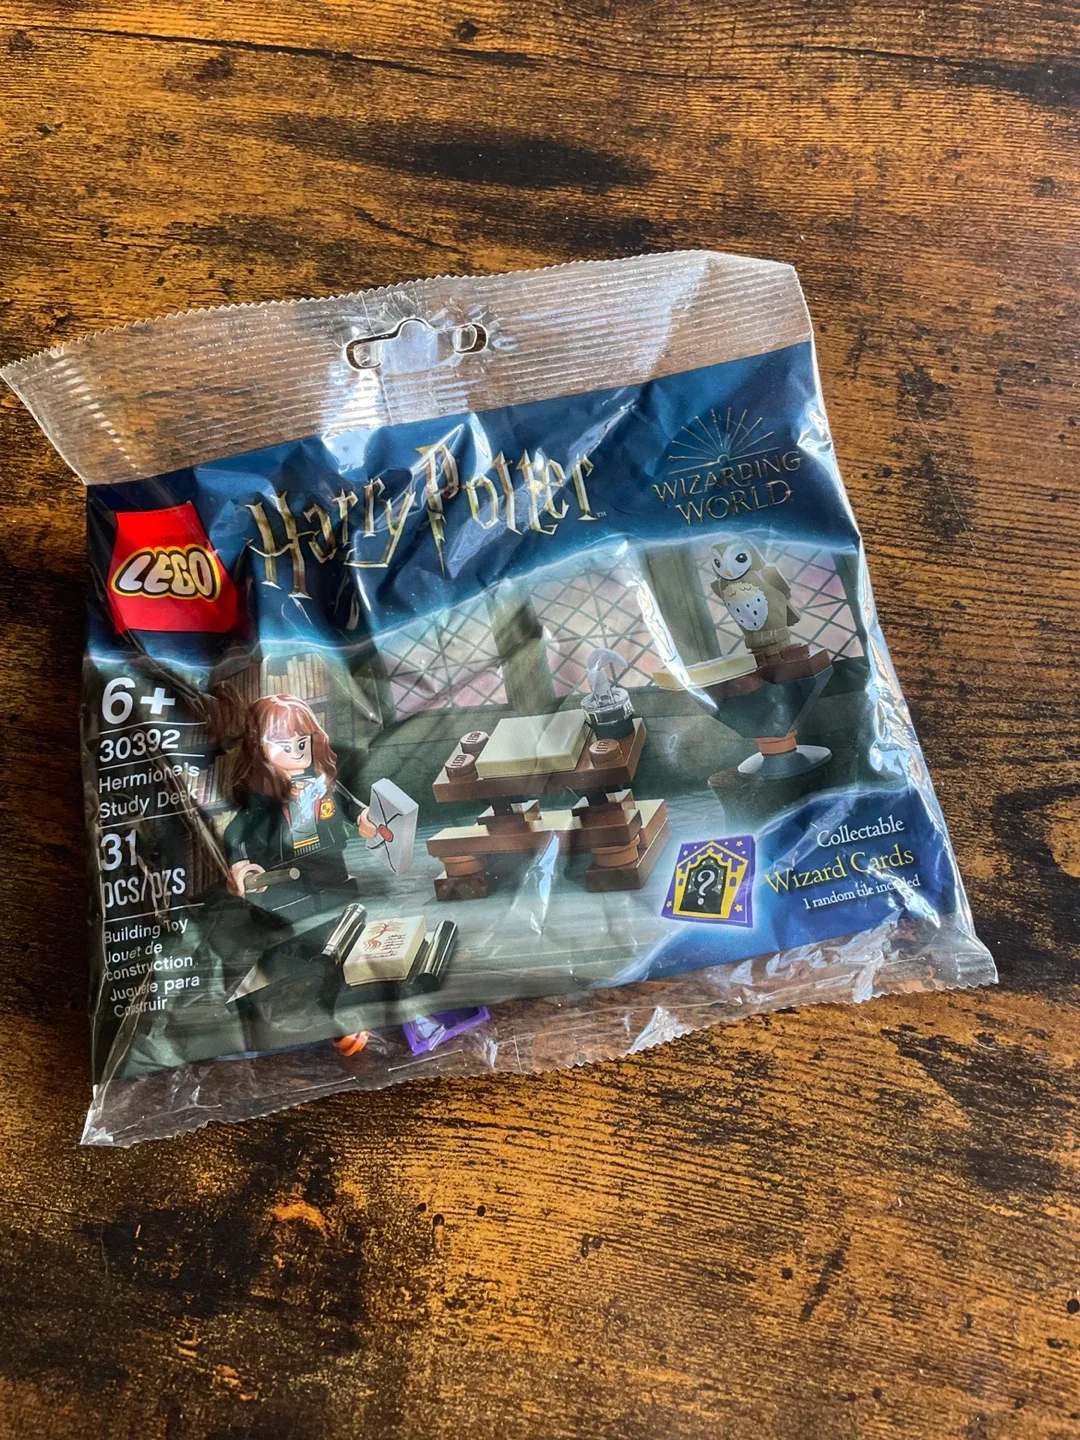 LEGO
Harry Potter™
WIZARDING
WORLD
6+
30392
Hermione's
Study Desk
31
pcs/pzs
Building Toy
Jouet de
construction
Juguete para
Construir
?
Collectable
Wizard Cards
1 random tile included